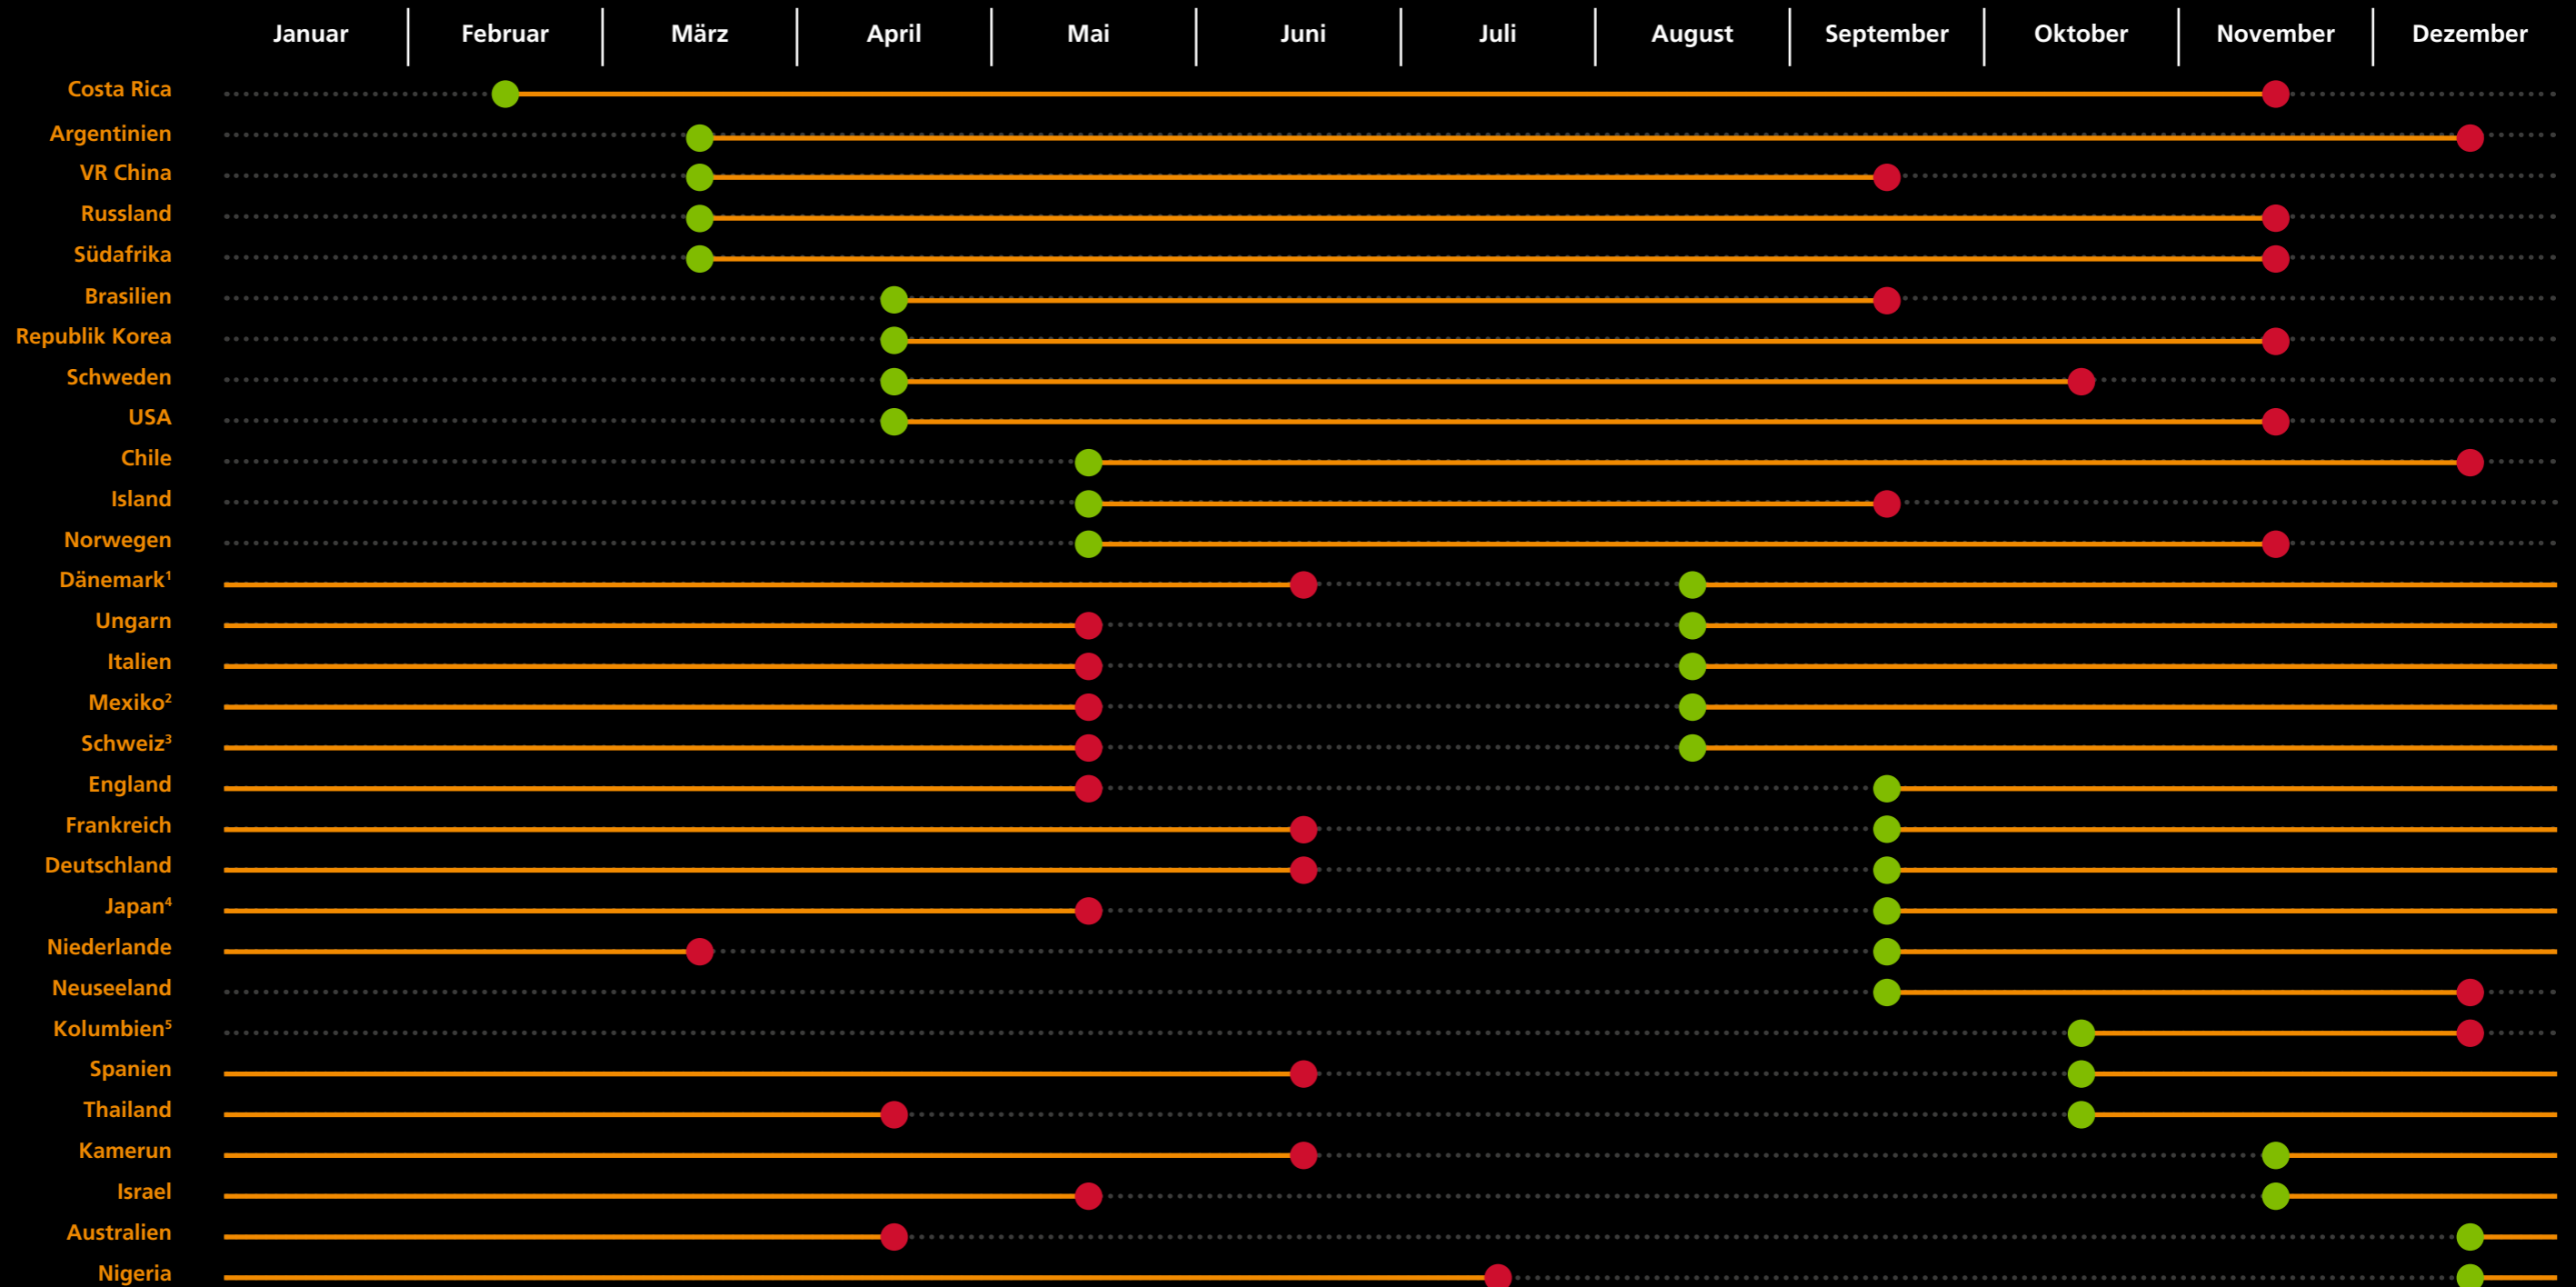 Januar Februar März April Mai Juni Juli August September Oktober November Dezember
Costa Rica
Argentinien
VR China
Russland
Südafrika
Brasilien
Republik Korea
Schweden
USA
Chile
Island
Norwegen
Dänemark¹
Ungarn
Italien
Mexiko²
Schweiz³
England
Frankreich
Deutschland
Japan⁴
Niederlande
Neuseeland
Kolumbien⁵
Spanien
Thailand
Kamerun
Israel
Australien
Nigeria